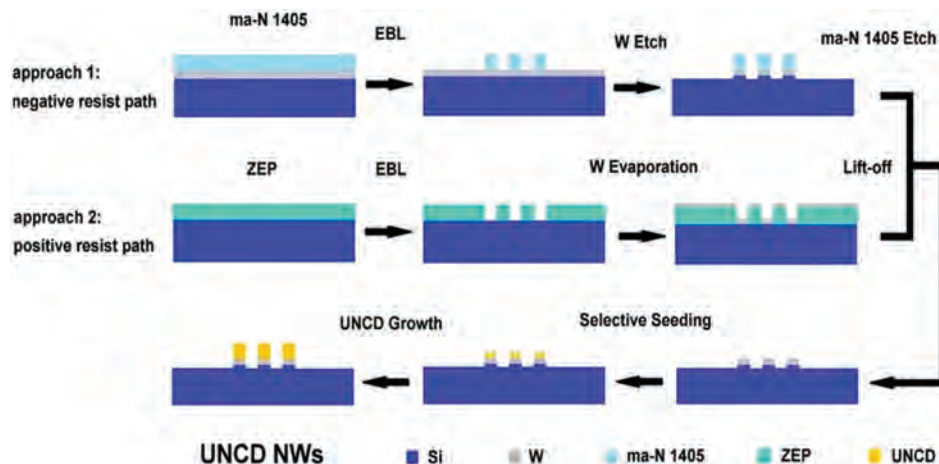 ma-N 1405
EBL
W Etch
ma-N 1405 Etch
approach 1:
negative resist path
ZEP
EBL
W Evaporation
Lift-off
approach 2:
positive resist path
UNCD Growth
Selective Seeding
UNCD NWs
Si
W
ma-N 1405
ZEP
UNCD